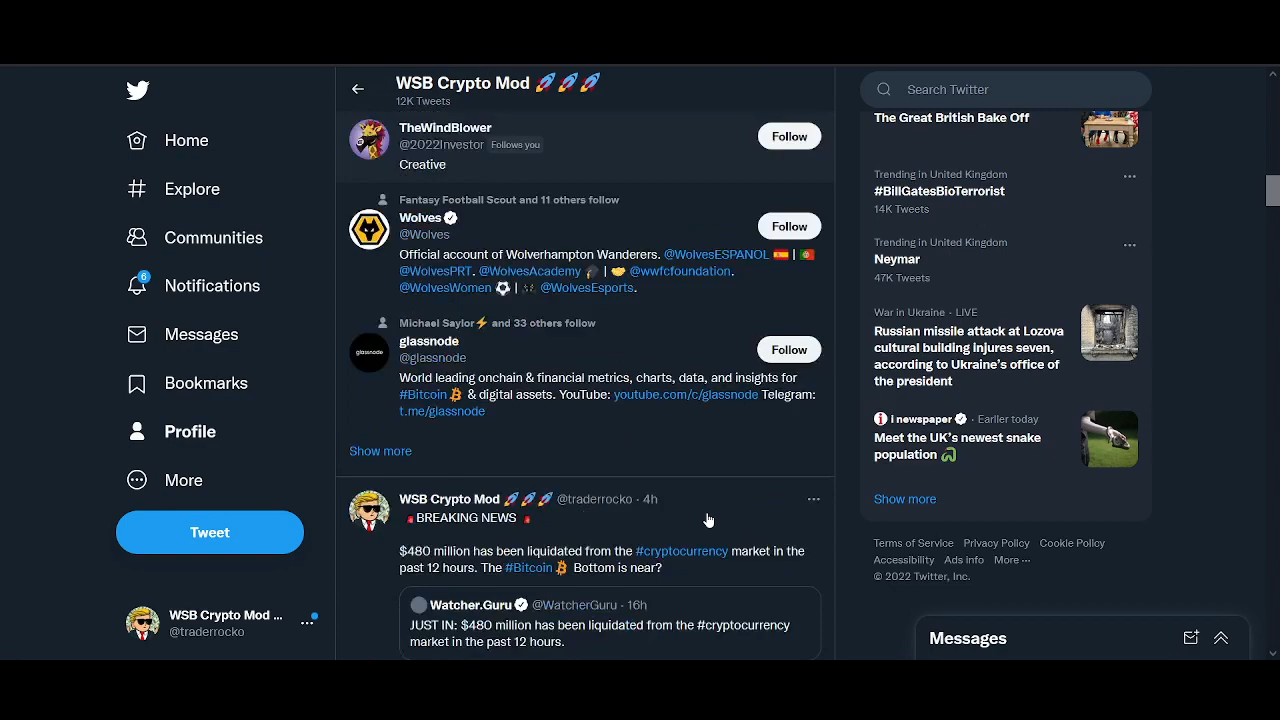 Home
Explore
Communities
6
Notifications
Messages
Bookmarks
Profile
More
Tweet
WSB Crypto Mod ...
@traderrocko
WSB Crypto Mod 🚀🚀🚀
12K Tweets
TheWindBlower
@2022Investor Follows you
Follow
Creative
Fantasy Football Scout and 11 others follow
Wolves
@Wolves
Follow
Official account of Wolverhampton Wanderers. @WolvesESPANOL 🇪🇸 | 🇵🇹
@WolvesPRT. @WolvesAcademy 🎓 | 🤝 @wwfcfoundation.
@WolvesWomen ⚽ | 🎮 @WolvesEsports.
Michael Saylor⚡ and 33 others follow
glassnode
glassnode
@glassnode
Follow
World leading onchain & financial metrics, charts, data, and insights for
#Bitcoin & digital assets. YouTube: youtube.com/c/glassnode Telegram:
t.me/glassnode
Show more
WSB Crypto Mod 🚀🚀🚀 @traderrocko · 4h
🚨BREAKING NEWS 🚨
$480 million has been liquidated from the #cryptocurrency market in the
past 12 hours. The #Bitcoin Bottom is near?
Watcher.Guru @WatcherGuru · 16h
JUST IN: $480 million has been liquidated from the #cryptocurrency
market in the past 12 hours.
Search Twitter
The Great British Bake Off
Trending in United Kingdom
#BillGatesBioTerrorist
14K Tweets
Trending in United Kingdom
Neymar
47K Tweets
War in Ukraine · LIVE
Russian missile attack at Lozova
cultural building injures seven,
according to Ukraine's office of
the president
i newspaper · Earlier today
Meet the UK's newest snake
population 🐍
Show more
Terms of Service Privacy Policy Cookie Policy
Accessibility Ads info More ···
© 2022 Twitter, Inc.
Messages